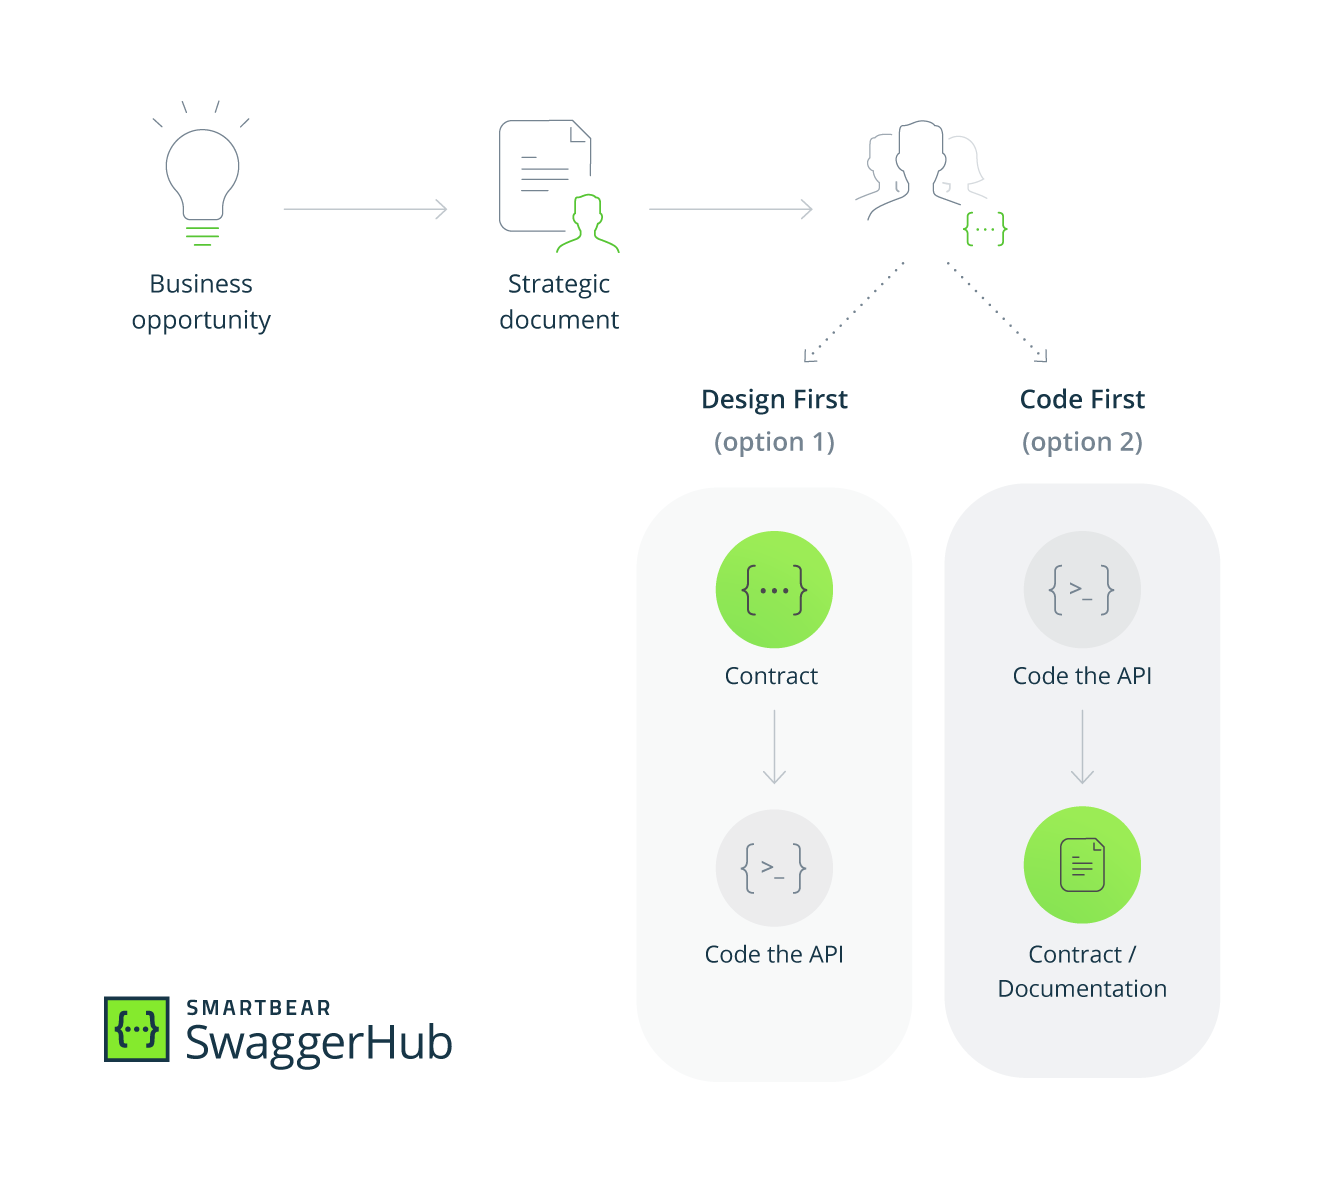 Business
opportunity
Strategic
document
{...}
Design First
(option 1)
Code First
(option 2)
{...}
Contract
{>_}
Code the API
{>_}
Code the API
Contract /
Documentation
{...}
SMARTBEAR
SwaggerHub